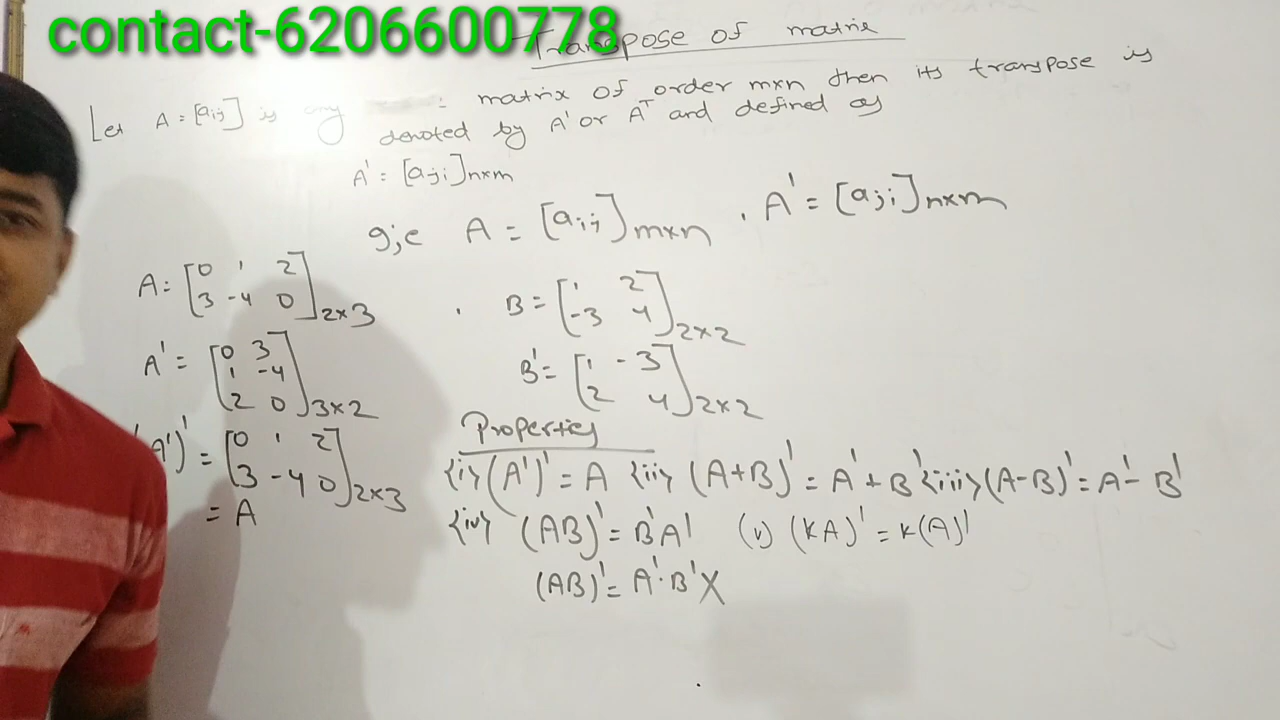 contact-6206600778
Transpose of matrix
Let A = [aij] is any matrix of order m×n then its transpose is
denoted by A' or Aᵀ and defined as
A' = [aji]n×m
g;e A = [aij]m×n , A' = [aji]n×m
A = [0 1 2
3 -4 0]2×3
A' = [0 3
1 -4
2 0]3×2
(A')' = [0 1 2
3 -4 0]2×3
= A
B = [1 2
-3 4]2×2
B' = [1 -3
2 4]2×2
Properties
{i} (A')' = A {ii} (A+B)' = A' + B' {iii} (A-B)' = A' - B'
{iv} (AB)' = B'A' (v) (KA)' = K(A)'
(AB)' = A'·B' X